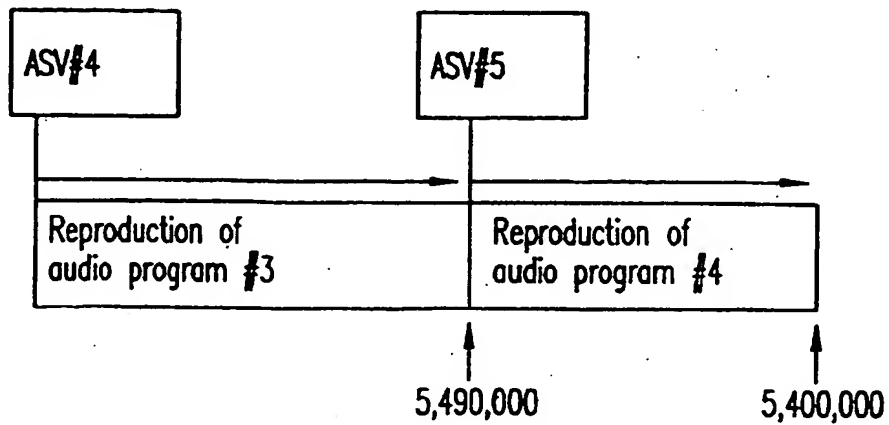 ASV#4
ASV#5
Reproduction of
audio program #3
Reproduction of
audio program #4
5,490,000
5,400,000